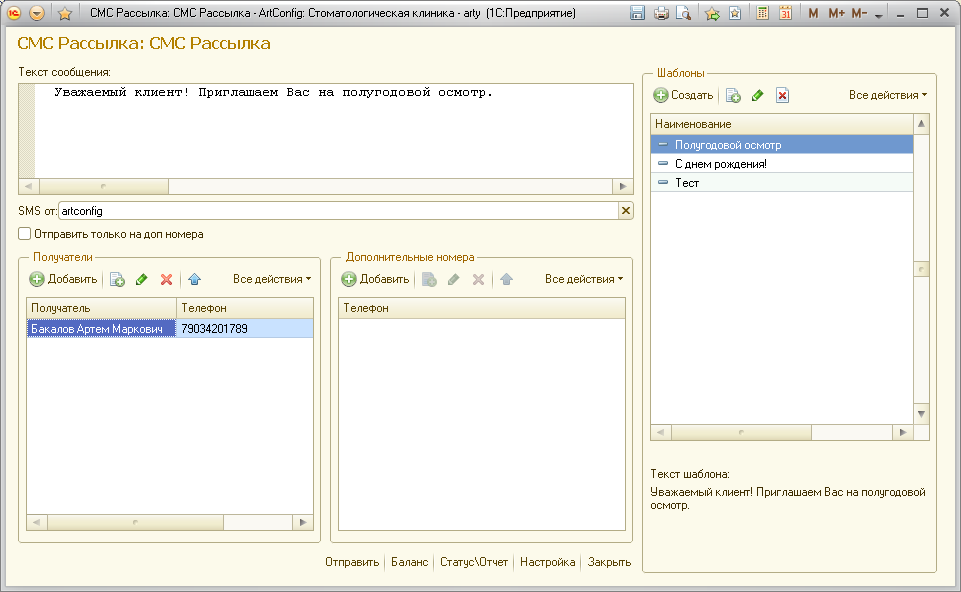 СМС Рассылка: СМС Рассылка - ArtConfig: Стоматологическая клиника - arty (1С:Предприятие)
31 M M+ M-
СМС Рассылка: СМС Рассылка
Текст сообщения:
Уважаемый клиент! Приглашаем Вас на полугодовой осмотр.
SMS от: artconfig
Отправить только на доп номера
Получатели
Добавить Все действия
Получатель Телефон
Бакалов Артем Маркович 79034201789
Дополнительные номера
Добавить Все действия
Телефон
Шаблоны
Создать Все действия
Наименование
Полугодовой осмотр
С днем рождения!
Тест
Текст шаблона:
Уважаемый клиент! Приглашаем Вас на полугодовой
осмотр.
Отправить Баланс Статус\Отчет Настройка Закрыть